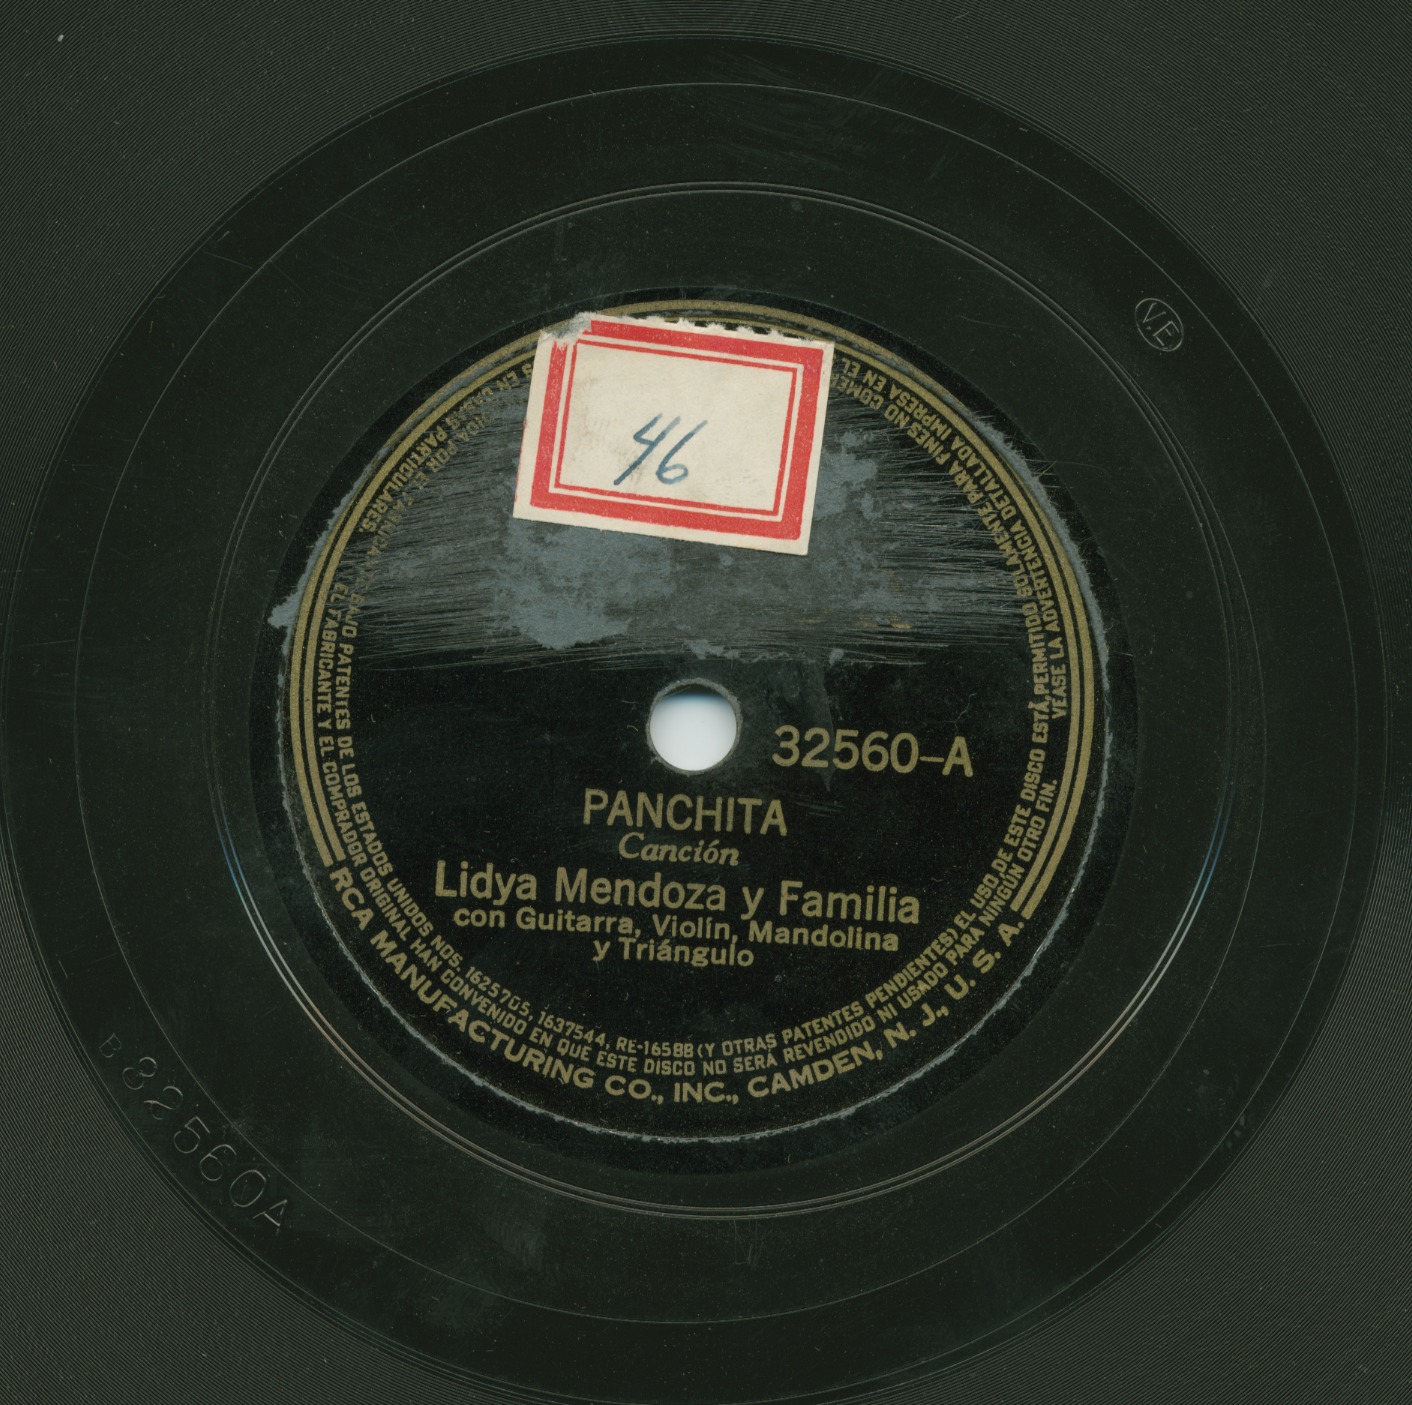 46
32560-A
PANCHITA
Canción
Lidya Mendoza y Familia
con Guitarra, Violín, Mandolina
y Triángulo
BAJO PATENTES DE LOS ESTADOS UNIDOS NOS. 1625705, 1637544, RE-16588 (Y OTRAS PATENTES PENDIENTES) EL USO DE ESTE DISCO ESTÁ PERMITIDO SOLAMENTE PARA FINES NO
PARTICULARES. EL FABRICANTE Y EL COMPRADOR ORIGINAL HAN CONVENIDO EN QUE ESTE DISCO NO SERÁ REVENDIDO NI USADO PARA NINGÚN OTRO FIN.
VEASE LA ADVERTENCIA DETALLADA IMPRESA EN EL
RCA MANUFACTURING CO., INC., CAMDEN, N. J., U. S. A.
V.E
B 32560A